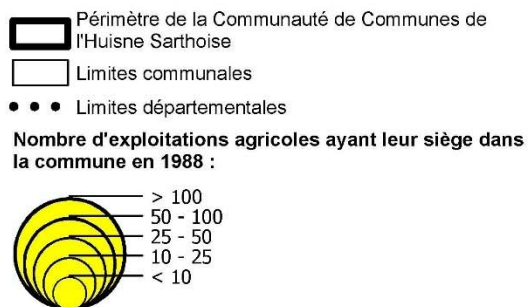 Périmètre de la Communauté de Communes de
l'Huisne Sarthoise
Limites communales
Limites départementales
Nombre d'exploitations agricoles ayant leur siège dans
la commune en 1988 :
> 100
50 - 100
25 - 50
10 - 25
< 10